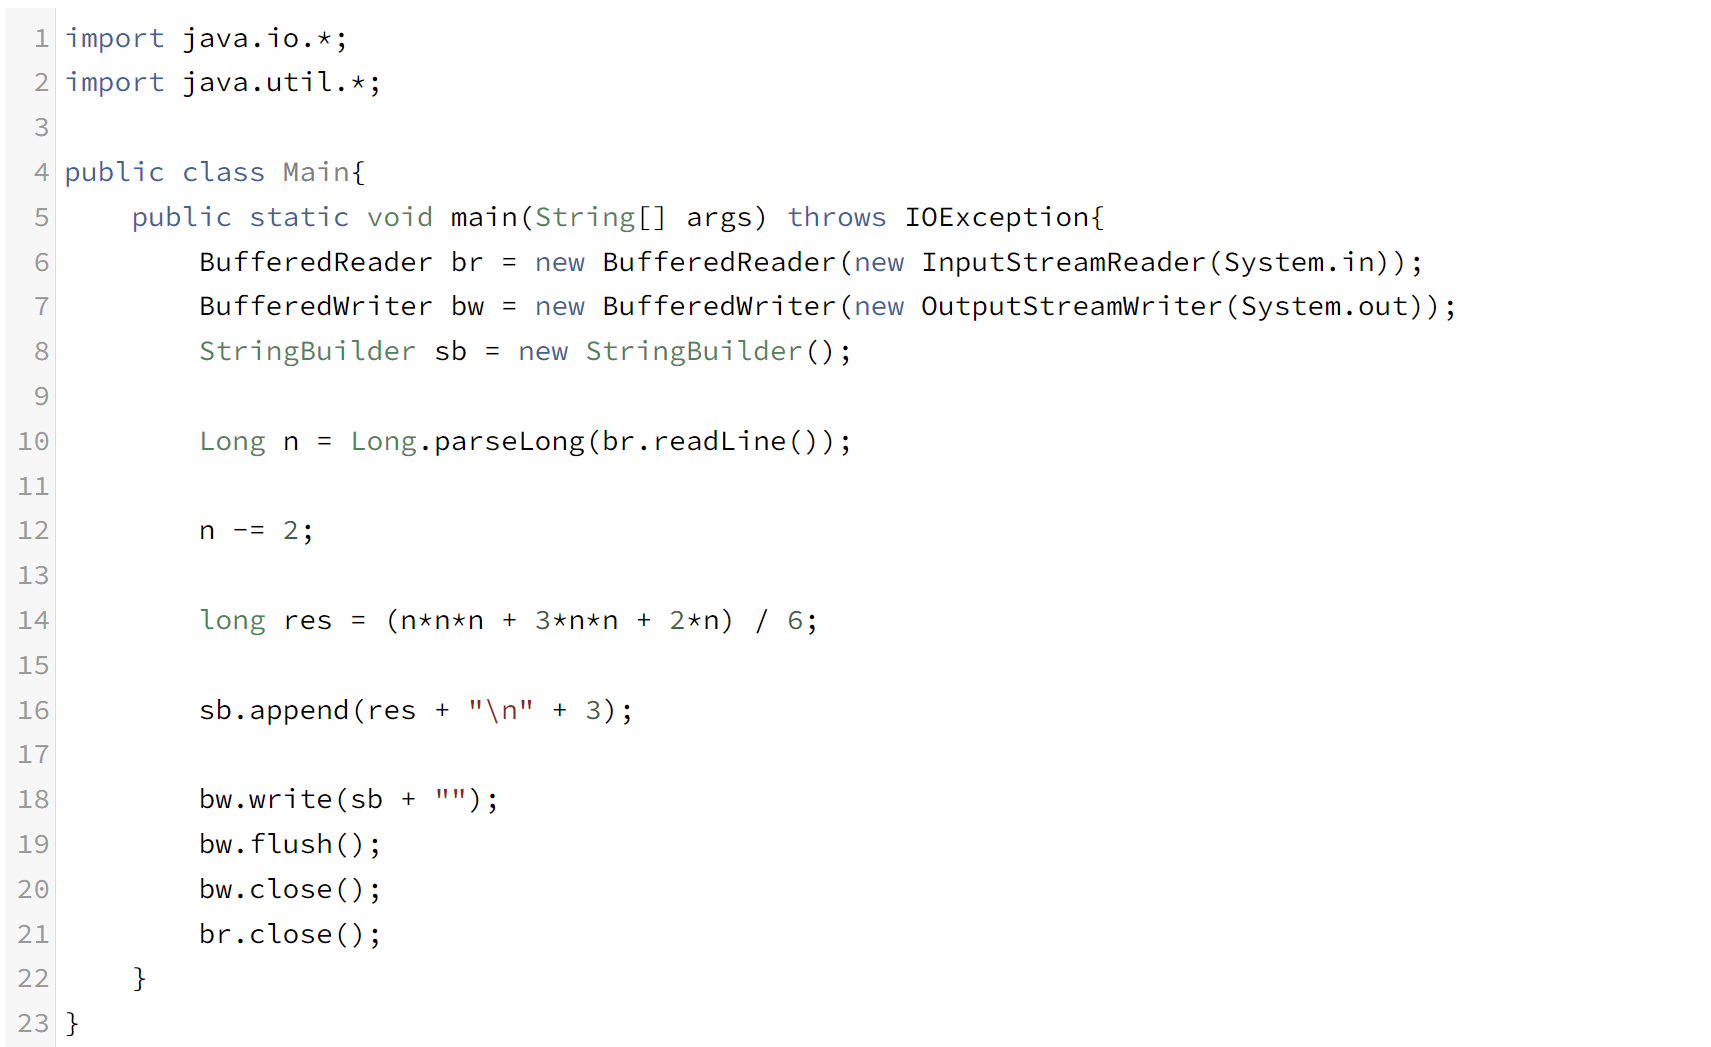 1 import java.io.*;
2 import java.util.*;
3
4 public class Main{
5     public static void main(String[] args) throws IOException{
6         BufferedReader br = new BufferedReader(new InputStreamReader(System.in));
7         BufferedWriter bw = new BufferedWriter(new OutputStreamWriter(System.out));
8         StringBuilder sb = new StringBuilder();
9
10         Long n = Long.parseLong(br.readLine());
11
12         n -= 2;
13
14         long res = (n*n*n + 3*n*n + 2*n) / 6;
15
16         sb.append(res + "\n" + 3);
17
18         bw.write(sb + "");
19         bw.flush();
20         bw.close();
21         br.close();
22     }
23 }